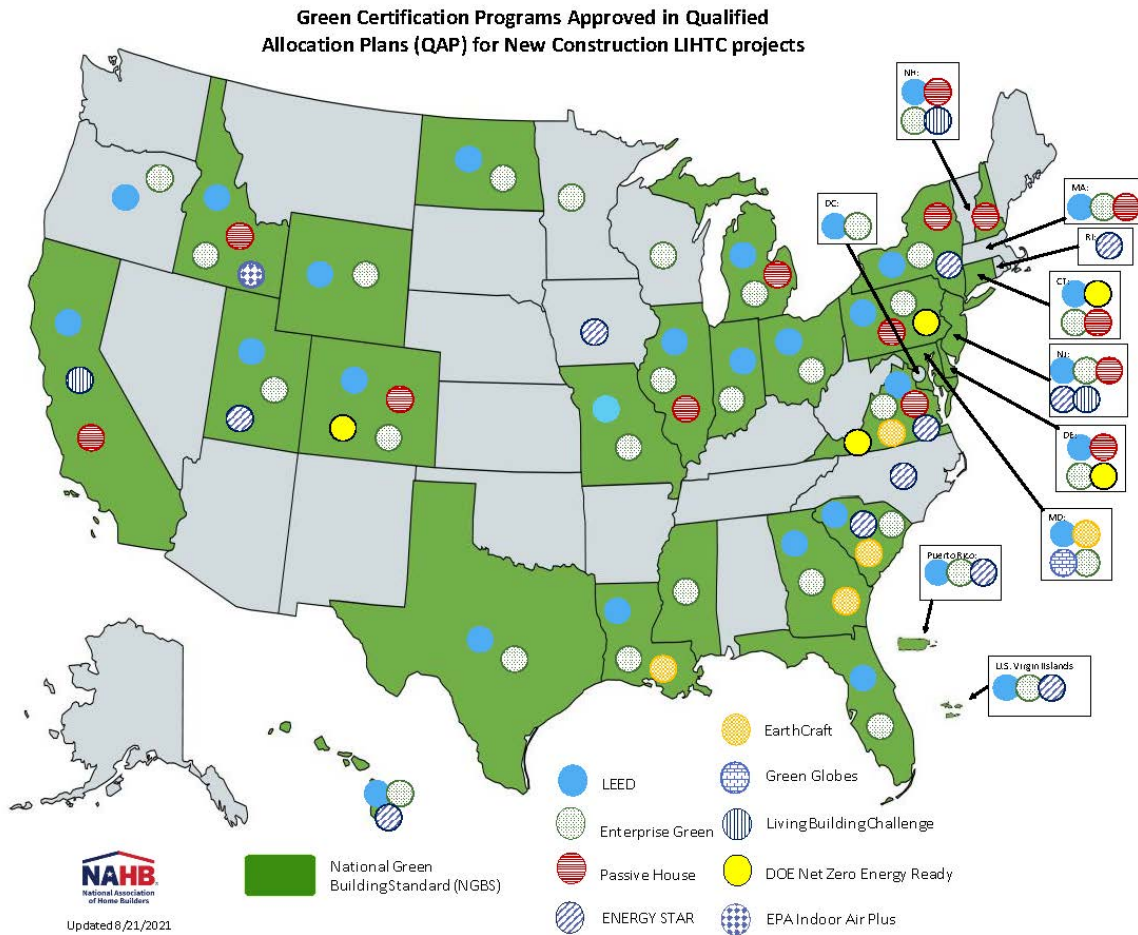 Green Certification Programs Approved in Qualified
Allocation Plans (QAP) for New Construction LIHTC projects
NH:
DC:
MA:
RI:
CT:
NJ:
DE:
MD:
Puerto Rico:
U.S. Virgin Islands
EarthCraft
LEED
Green Globes
Enterprise Green
Living Building Challenge
Passive House
DOE Net Zero Energy Ready
ENERGY STAR
EPA Indoor Air Plus
National Green
Building Standard (NGBS)
NAHB
National Association
of Home Builders
Updated 8/21/2021